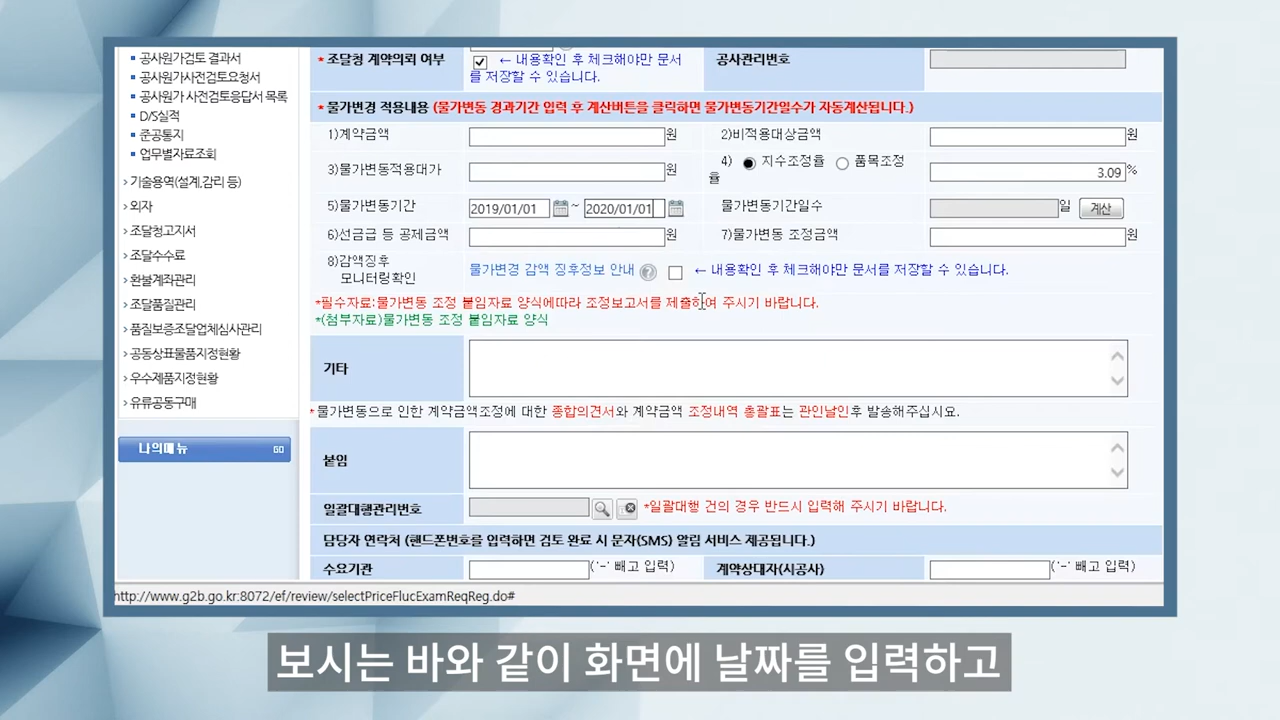 공사원가검토 결과서
공사원가사전검토요청서
공사원가 사전검토응답서 목록
D/S실적
준공통지
업무별자료조회
기술용역(설계,감리 등)
외자
조달청고지서
조달수수료
환불계좌관리
조달품질관리
품질보증조달업체심사관리
공동상표물품지정현황
우수제품지정현황
유류공동구매
나의메뉴 GO
* 조달청 계약의뢰 여부
← 내용확인 후 체크해야만 문서
를 저장할 수 있습니다.
공사관리번호
* 물가변경 적용내용 (물가변동 경과기간 입력 후 계산버튼을 클릭하면 물가변동기간일수가 자동계산됩니다.)
1)계약금액 원 2)비적용대상금액 원
3)물가변동적용대가 원 4) 지수조정율 품목조정
율 3.09 %
5)물가변동기간 2019/01/01 ~ 2020/01/01 물가변동기간일수 일 계산
6)선금급 등 공제금액 원 7)물가변동 조정금액 원
8)감액징후
모니터링확인 물가변경 감액 징후정보 안내 ? ← 내용확인 후 체크해야만 문서를 저장할 수 있습니다.
*필수자료:물가변동 조정 붙임자료 양식에따라 조정보고서를 제출하여 주시기 바랍니다.
*(첨부자료)물가변동 조정 붙임자료 양식
기타
*물가변동으로 인한 계약금액조정에 대한 종합의견서와 계약금액 조정내역 총괄표는 관인날인후 발송해주십시요.
붙임
일괄대행관리번호 *일괄대행 건의 경우 반드시 입력해 주시기 바랍니다.
담당자 연락처 (핸드폰번호를 입력하면 검토 완료 시 문자(SMS) 알림 서비스 제공됩니다.)
수요기관 ('-' 빼고 입력) 계약상대자(시공사) ('-' 빼고 입력)
http://www.g2b.go.kr:8072/ef/review/selectPriceFlucExamReqReg.do#
보시는 바와 같이 화면에 날짜를 입력하고